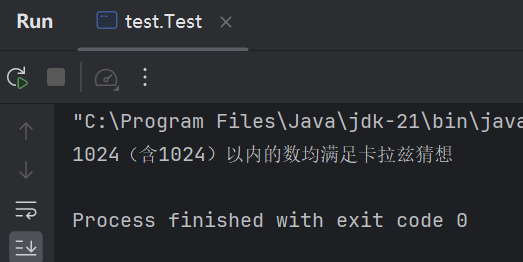 Run
test.Test
"C:\Program Files\Java\jdk-21\bin\java
1024（含1024）以内的数均满足卡拉兹猜想
Process finished with exit code 0